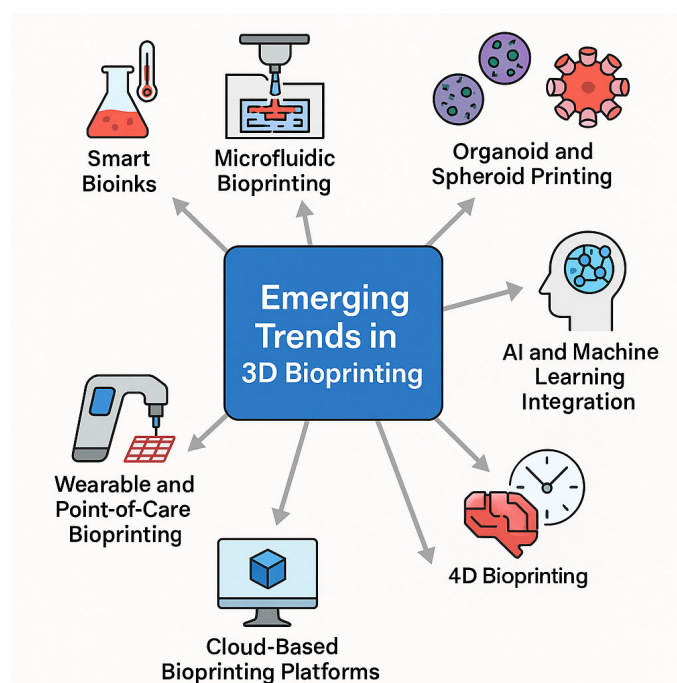 Smart
Bioinks
Microfluidic
Bioprinting
Organoid and
Spheroid Printing
Emerging
Trends in
3D Bioprinting
AI and Machine
Learning
Integration
Wearable and
Point-of-Care
Bioprinting
4D Bioprinting
Cloud-Based
Bioprinting Platforms